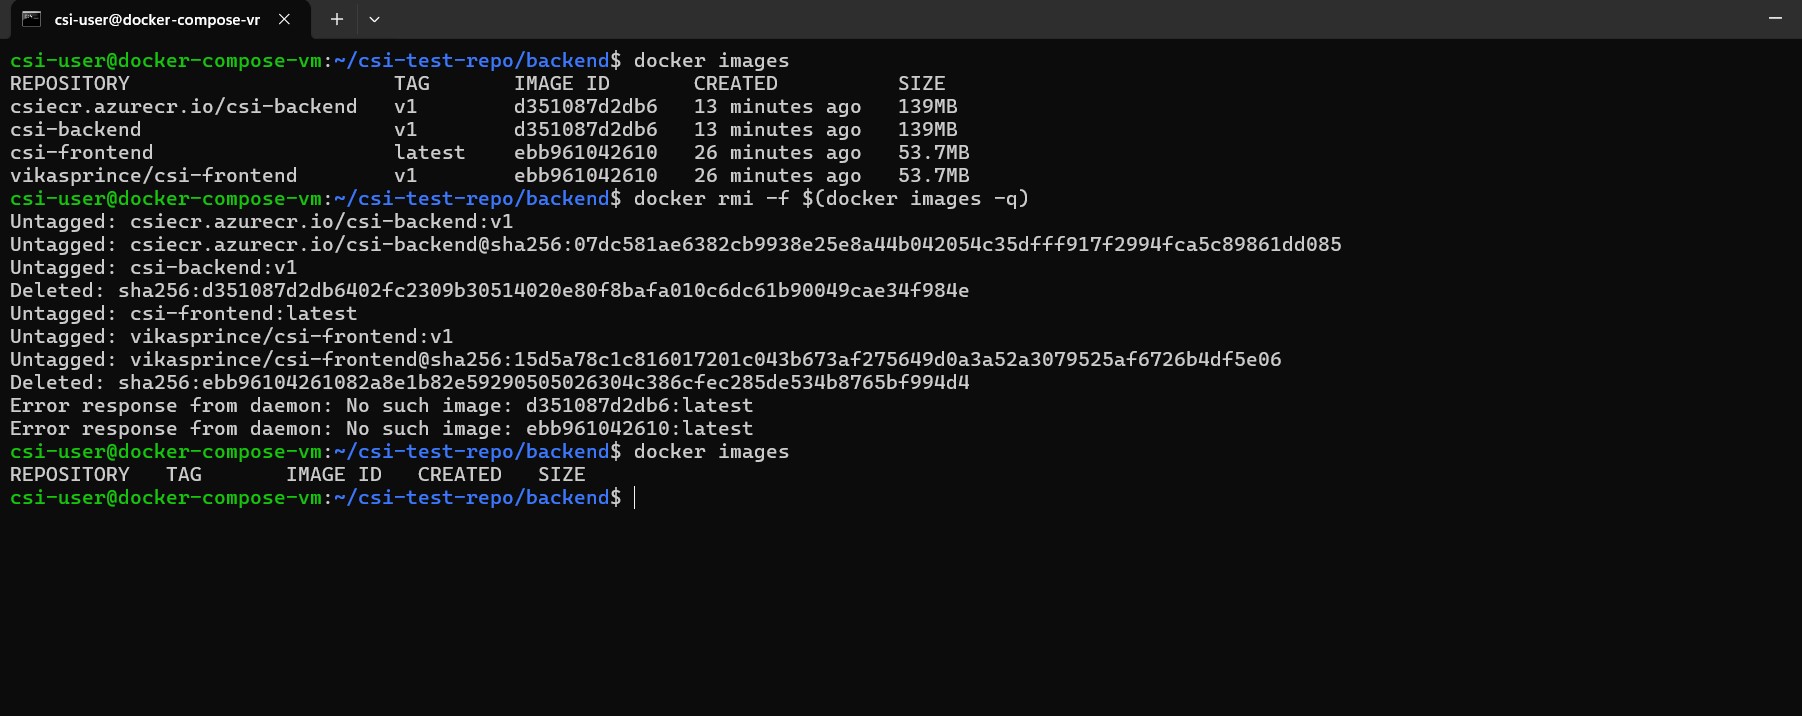 csi-user@docker-compose-vr
csi-user@docker-compose-vm:~/csi-test-repo/backend$ docker images
REPOSITORY                      TAG       IMAGE ID       CREATED          SIZE
csiecr.azurecr.io/csi-backend   v1        d351087d2db6   13 minutes ago   139MB
csi-backend                     v1        d351087d2db6   13 minutes ago   139MB
csi-frontend                    latest    ebb961042610   26 minutes ago   53.7MB
vikasprince/csi-frontend        v1        ebb961042610   26 minutes ago   53.7MB
csi-user@docker-compose-vm:~/csi-test-repo/backend$ docker rmi -f $(docker images -q)
Untagged: csiecr.azurecr.io/csi-backend:v1
Untagged: csiecr.azurecr.io/csi-backend@sha256:07dc581ae6382cb9938e25e8a44b042054c35dfff917f2994fca5c89861dd085
Untagged: csi-backend:v1
Deleted: sha256:d351087d2db6402fc2309b30514020e80f8bafa010c6dc61b90049cae34f984e
Untagged: csi-frontend:latest
Untagged: vikasprince/csi-frontend:v1
Untagged: vikasprince/csi-frontend@sha256:15d5a78c1c816017201c043b673af275649d0a3a52a3079525af6726b4df5e06
Deleted: sha256:ebb96104261082a8e1b82e59290505026304c386cfec285de534b8765bf994d4
Error response from daemon: No such image: d351087d2db6:latest
Error response from daemon: No such image: ebb961042610:latest
csi-user@docker-compose-vm:~/csi-test-repo/backend$ docker images
REPOSITORY   TAG       IMAGE ID   CREATED   SIZE
csi-user@docker-compose-vm:~/csi-test-repo/backend$